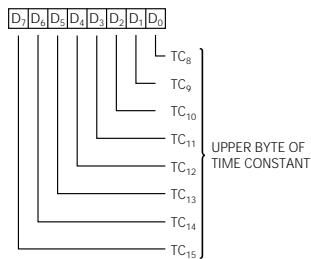 D₇ D₆ D₅ D₄ D₃ D₂ D₁ D₀
TC₈
TC₉
TC₁₀
TC₁₁
TC₁₂
TC₁₃
TC₁₄
TC₁₅
UPPER BYTE OF
TIME CONSTANT